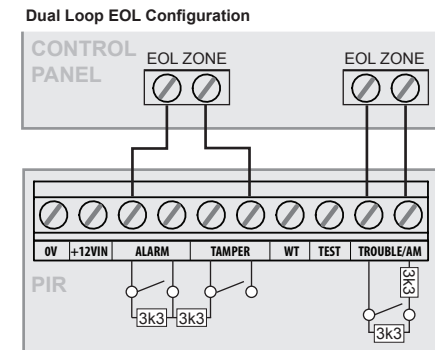 Dual Loop EOL Configuration
CONTROL
PANEL
EOL ZONE EOL ZONE
0V +12VIN ALARM TAMPER WT TEST TROUBLE/AM
PIR
3k3 3k3 3k3
3k3